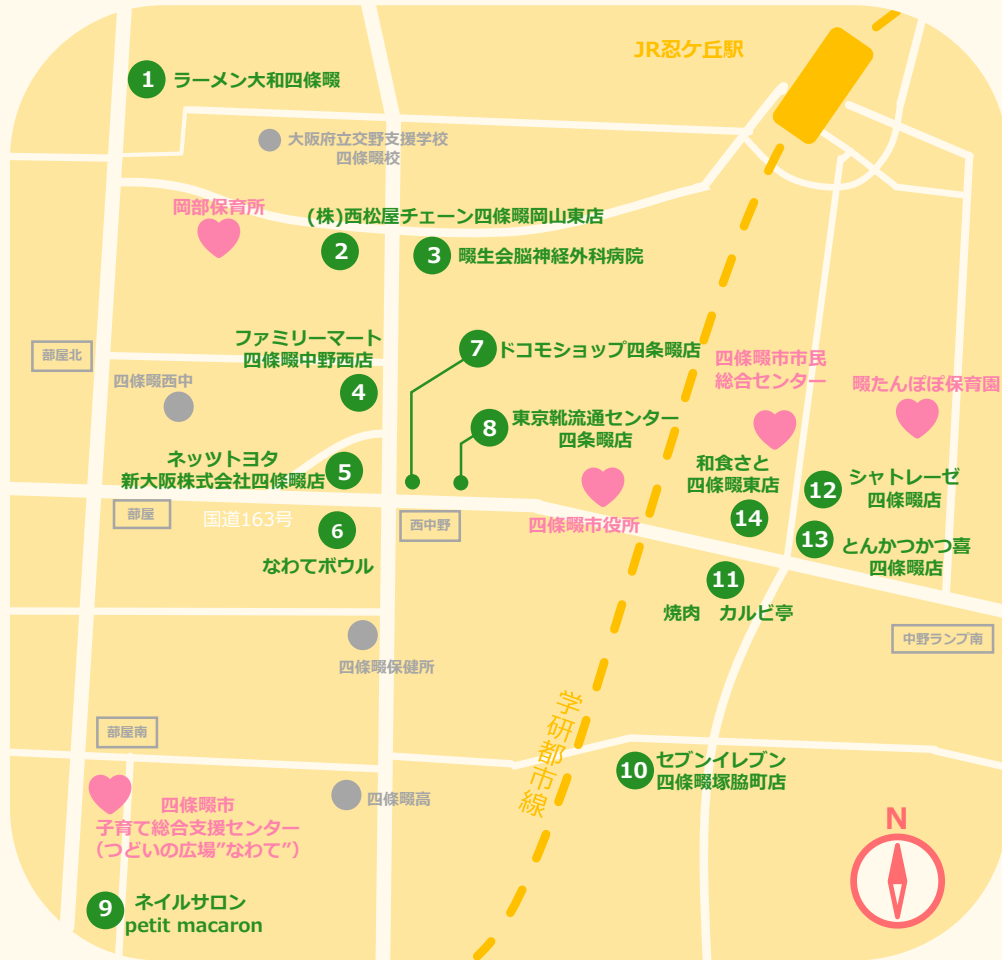 JR忍ケ丘駅
1
ラーメン大和四條畷
大阪府立交野支援学校
四條畷校
岡部保育所
(株)西松屋チェーン四條畷岡山東店
2
3
畷生会脳神経外科病院
ファミリーマート
四條畷中野西店
7
ドコモショップ四条畷店
四條畷市市民
総合センター
蔀屋北
四條畷西中
4
畷たんぽぽ保育園
8
東京靴流通センター
四条畷店
ネッツトヨタ
新大阪株式会社四條畷店
5
和食さと
四條畷東店
12
シャトレーゼ
四條畷店
蔀屋
国道163号
6
西中野
四條畷市役所
14
13
とんかつかつ喜
四條畷店
なわてボウル
11
焼肉　カルビ亭
中野ランプ南
四條畷保健所
学研都市線
蔀屋南
10
セブンイレブン
四條畷塚脇町店
四條畷高
四條畷市
子育て総合支援センター
（つどいの広場”なわて”）
N
9
ネイルサロン
petit macaron